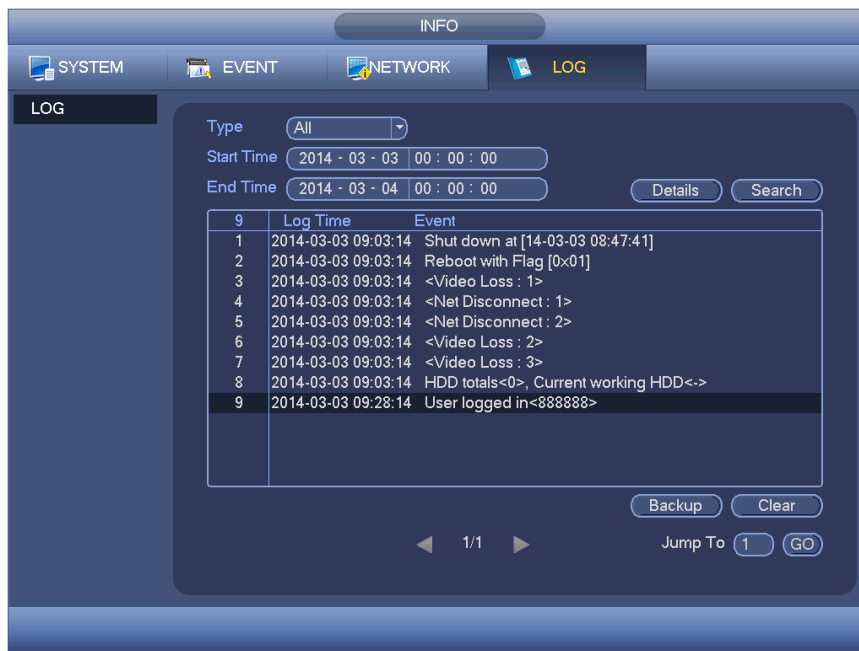 INFO
SYSTEM EVENT NETWORK LOG
LOG
Type All
Start Time 2014 - 03 - 03 00 : 00 : 00
End Time 2014 - 03 - 04 00 : 00 : 00
Details Search
9 Log Time Event
1 2014-03-03 09:03:14 Shut down at [14-03-03 08:47:41]
2 2014-03-03 09:03:14 Reboot with Flag [0x01]
3 2014-03-03 09:03:14 <Video Loss : 1>
4 2014-03-03 09:03:14 <Net Disconnect : 1>
5 2014-03-03 09:03:14 <Net Disconnect : 2>
6 2014-03-03 09:03:14 <Video Loss : 2>
7 2014-03-03 09:03:14 <Video Loss : 3>
8 2014-03-03 09:03:14 HDD totals<0>, Current working HDD<->
9 2014-03-03 09:28:14 User logged in<888888>
Backup Clear
1/1 Jump To 1 GO